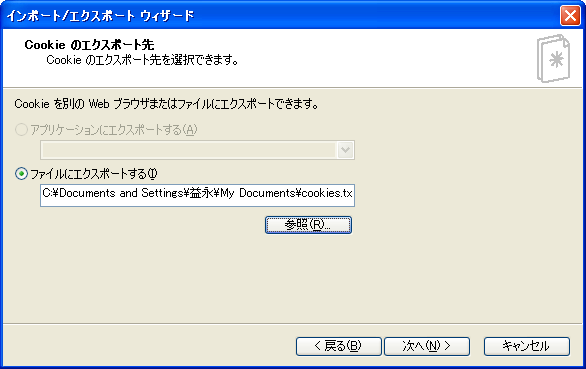 インポート/エクスポート ウィザード
Cookie のエクスポート先
Cookie のエクスポート先を選択できます。
Cookie を別の Web ブラウザまたはファイルにエクスポートできます。
アプリケーションにエクスポートする(A)
ファイルにエクスポートする(I)
C:¥Documents and Settings¥益永¥My Documents¥cookies.tx
参照(R)...
< 戻る(B)
次へ(N) >
キャンセル